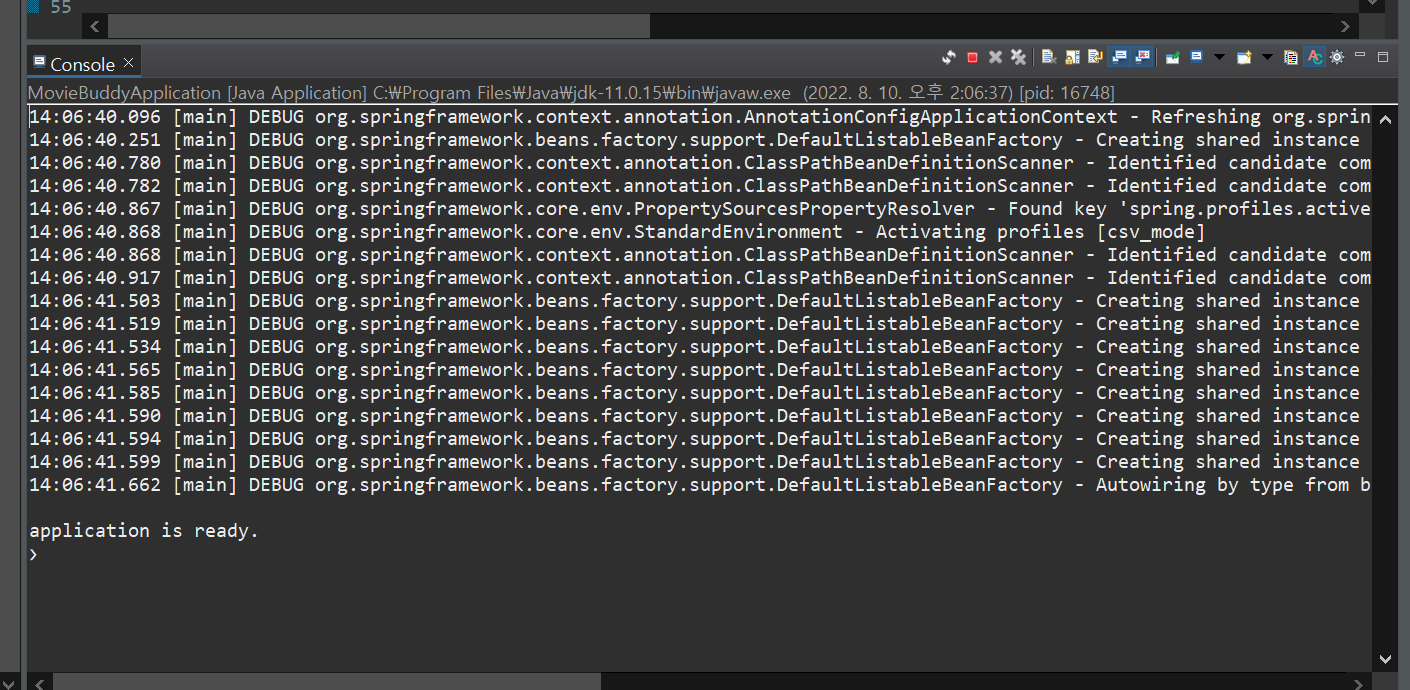 55
Console
MovieBuddyApplication [Java Application] C:₩Program Files₩Java₩jdk-11.0.15₩bin₩javaw.exe (2022. 8. 10. 오후 2:06:37) [pid: 16748]
14:06:40.096 [main] DEBUG org.springframework.context.annotation.AnnotationConfigApplicationContext - Refreshing org.sprin
14:06:40.251 [main] DEBUG org.springframework.beans.factory.support.DefaultListableBeanFactory - Creating shared instance
14:06:40.780 [main] DEBUG org.springframework.context.annotation.ClassPathBeanDefinitionScanner - Identified candidate com
14:06:40.782 [main] DEBUG org.springframework.context.annotation.ClassPathBeanDefinitionScanner - Identified candidate com
14:06:40.867 [main] DEBUG org.springframework.core.env.PropertySourcesPropertyResolver - Found key 'spring.profiles.active
14:06:40.868 [main] DEBUG org.springframework.core.env.StandardEnvironment - Activating profiles [csv_mode]
14:06:40.868 [main] DEBUG org.springframework.context.annotation.ClassPathBeanDefinitionScanner - Identified candidate com
14:06:40.917 [main] DEBUG org.springframework.context.annotation.ClassPathBeanDefinitionScanner - Identified candidate com
14:06:41.503 [main] DEBUG org.springframework.beans.factory.support.DefaultListableBeanFactory - Creating shared instance
14:06:41.519 [main] DEBUG org.springframework.beans.factory.support.DefaultListableBeanFactory - Creating shared instance
14:06:41.534 [main] DEBUG org.springframework.beans.factory.support.DefaultListableBeanFactory - Creating shared instance
14:06:41.565 [main] DEBUG org.springframework.beans.factory.support.DefaultListableBeanFactory - Creating shared instance
14:06:41.585 [main] DEBUG org.springframework.beans.factory.support.DefaultListableBeanFactory - Creating shared instance
14:06:41.590 [main] DEBUG org.springframework.beans.factory.support.DefaultListableBeanFactory - Creating shared instance
14:06:41.594 [main] DEBUG org.springframework.beans.factory.support.DefaultListableBeanFactory - Creating shared instance
14:06:41.599 [main] DEBUG org.springframework.beans.factory.support.DefaultListableBeanFactory - Creating shared instance
14:06:41.662 [main] DEBUG org.springframework.beans.factory.support.DefaultListableBeanFactory - Autowiring by type from b
application is ready.
›